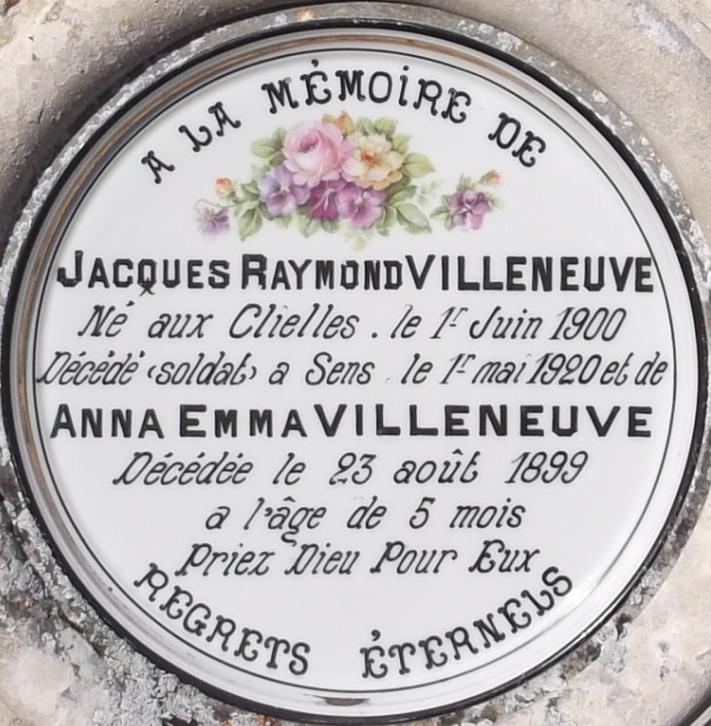 A LA MÉMOIRE DE
JACQUES RAYMOND VILLENEUVE
Né aux Clielles . le 1r Juin 1900
Décédé (soldat) a Sens . le 1r mai 1920 et de
ANNA EMMA VILLENEUVE
Décédée le 23 août 1899
a l'âge de 5 mois
Priez Dieu Pour Eux
REGRETS ÉTERNELS